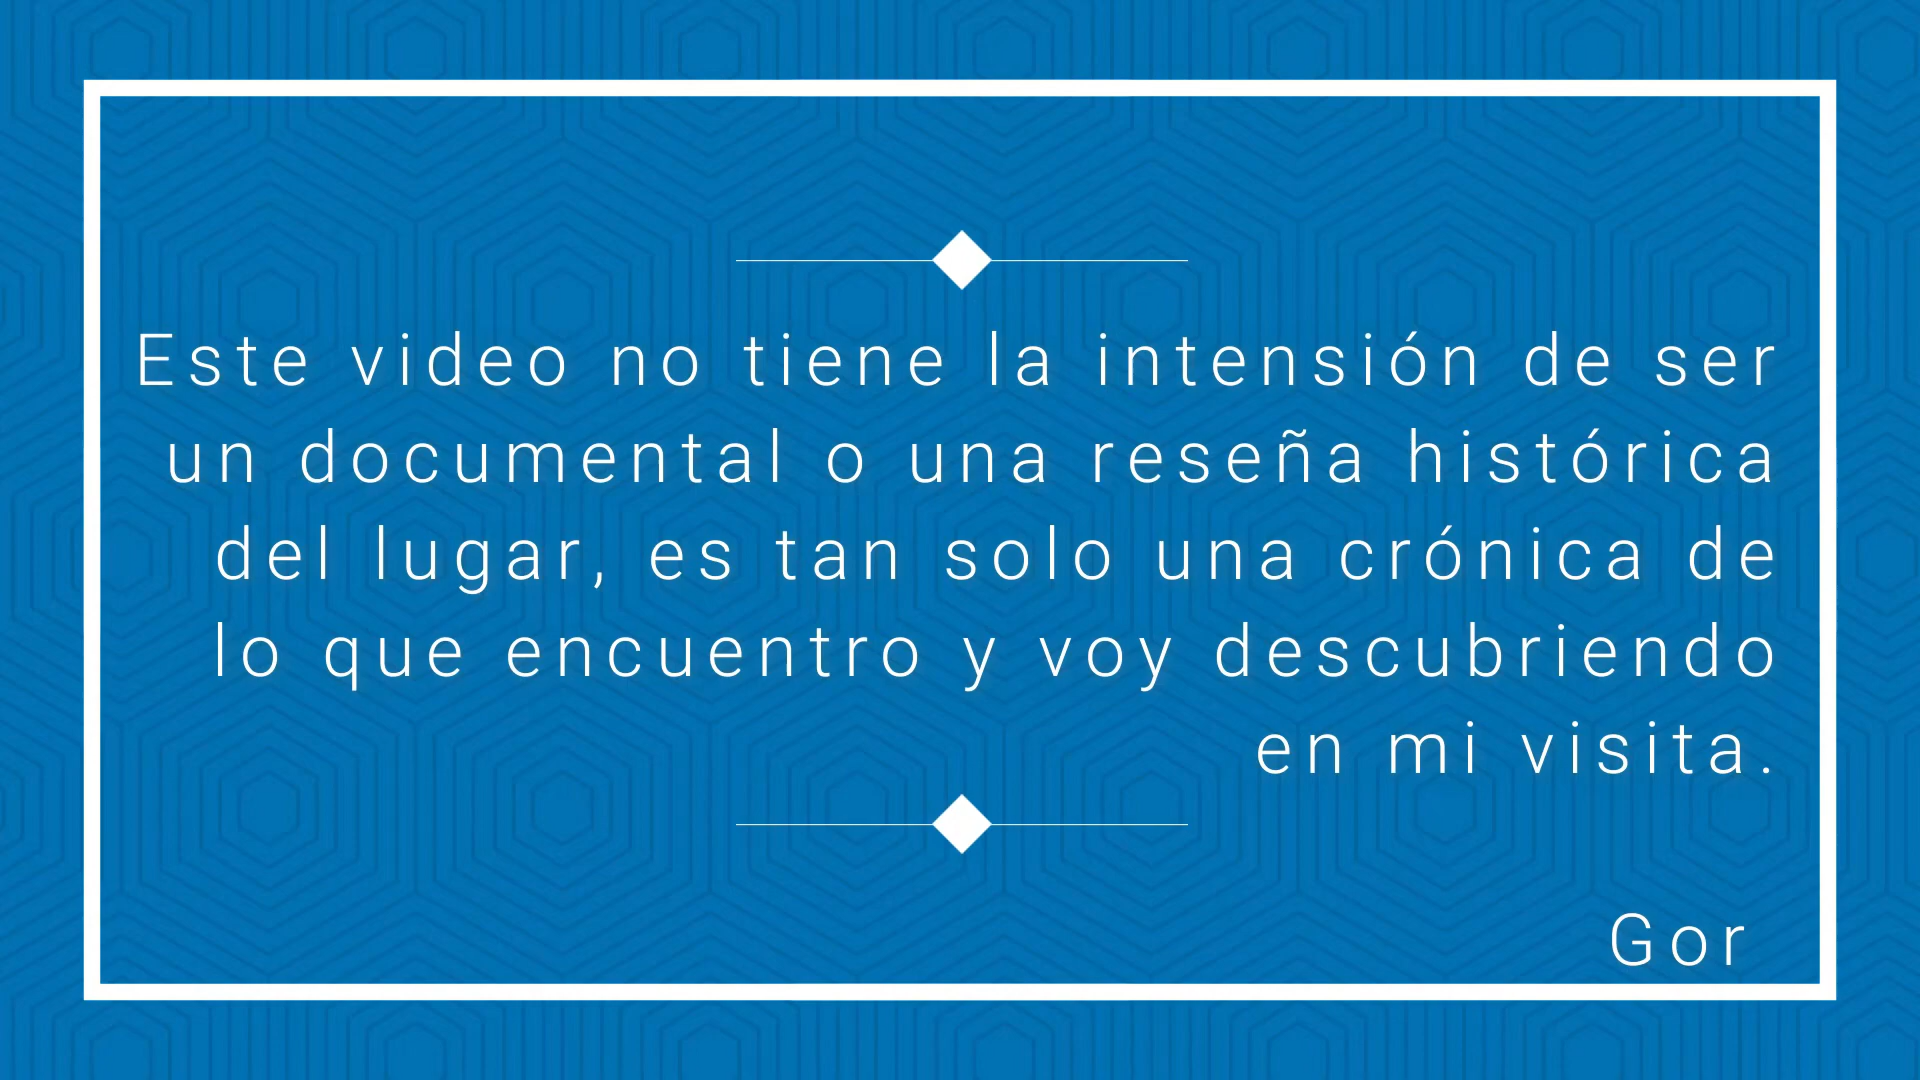 Este video no tiene la intensión de ser
un documental o una reseña histórica
del lugar, es tan solo una crónica de
lo que encuentro y voy descubriendo
en mi visita.
Gor